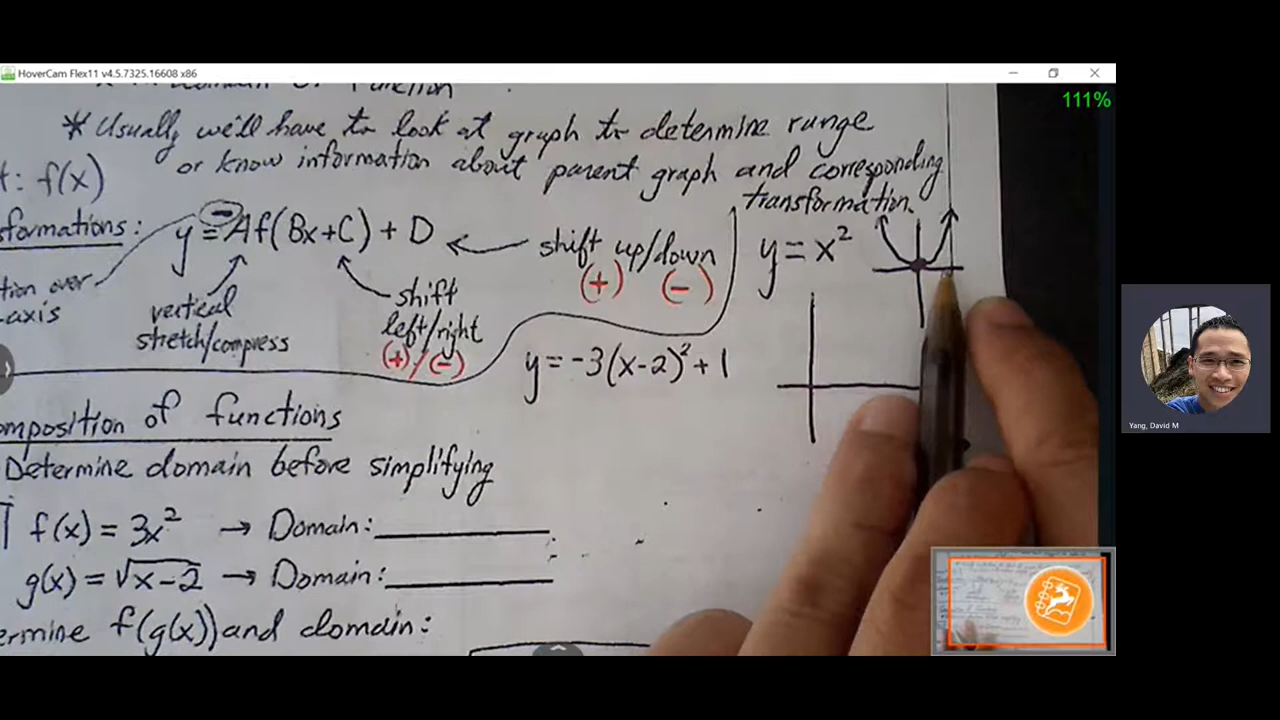 HoverCam Flex11 v4.5.7325.16608 x86
111%
Function
* Usually we'll have to look at graph to determine range
or know information about parent graph and corresponding
transformation.
t: f(x)
sformations:
y = -Af(Bx+C) + D
shift up/down
(+) (-)
y = x²
tion over
-axis
vertical
stretch/compress
shift
left/right
(+)/(-)
y = -3(x-2)² + 1
omposition of functions
Determine domain before simplifying
f(x) = 3x² → Domain:
g(x) = √x-2 → Domain:
ermine f(g(x)) and domain:
Yang, David M